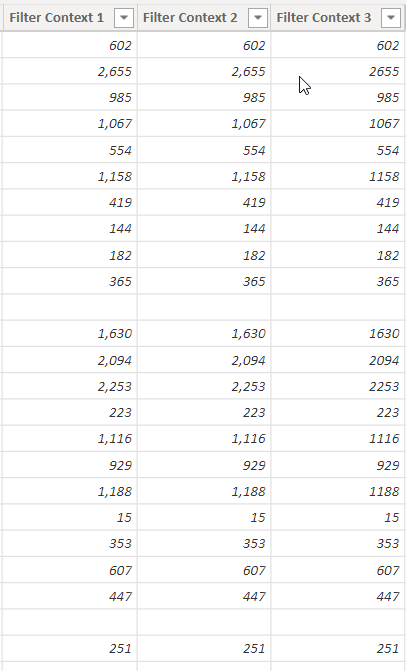 Filter Context 1 Filter Context 2 Filter Context 3
602 602 602
2,655 2,655 2655
985 985 985
1,067 1,067 1067
554 554 554
1,158 1,158 1158
419 419 419
144 144 144
182 182 182
365 365 365
1,630 1,630 1630
2,094 2,094 2094
2,253 2,253 2253
223 223 223
1,116 1,116 1116
929 929 929
1,188 1,188 1188
15 15 15
353 353 353
607 607 607
447 447 447
251 251 251